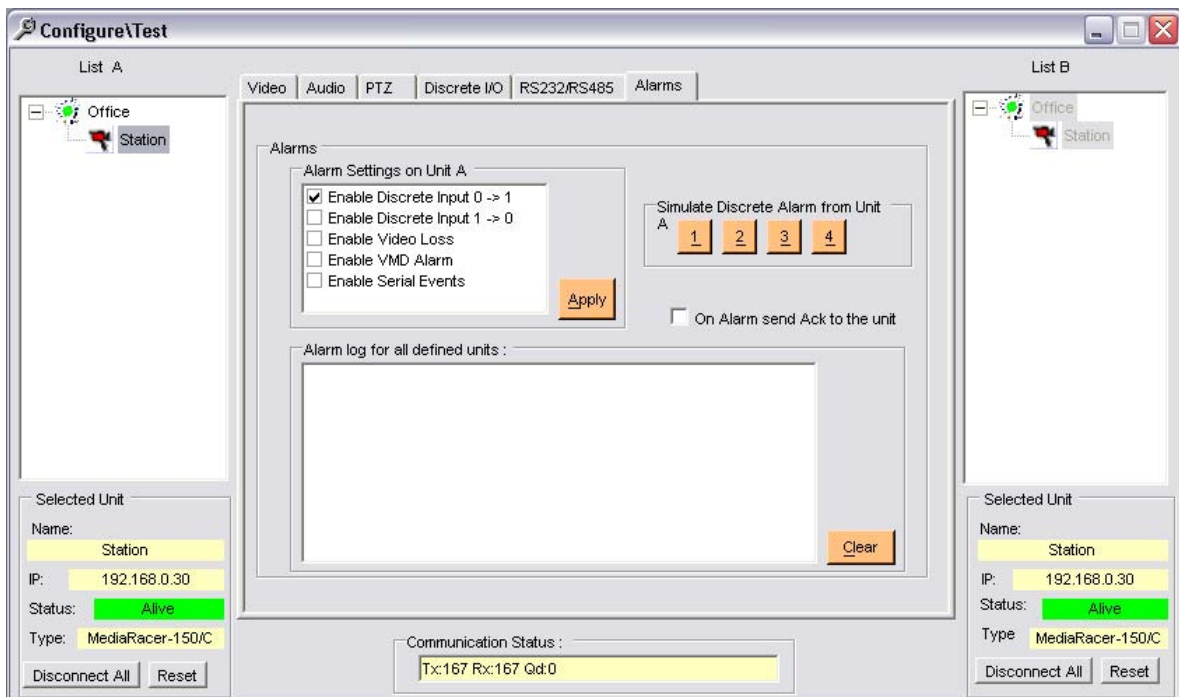 Configure\Test
List A
Office
Station
Selected Unit
Name:
Station
IP: 192.168.0.30
Status: Alive
Type: MediaRacer-150/C
Disconnect All Reset
Video Audio PTZ Discrete I/O RS232/RS485 Alarms
Alarms
Alarm Settings on Unit A
Enable Discrete Input 0 -> 1
Enable Discrete Input 1 -> 0
Enable Video Loss
Enable VMD Alarm
Enable Serial Events
Apply
Simulate Discrete Alarm from Unit
A 1 2 3 4
On Alarm send Ack to the unit
Alarm log for all defined units :
Clear
Communication Status :
Tx:167 Rx:167 Qd:0
List B
Office
Station
Selected Unit
Name:
Station
IP: 192.168.0.30
Status: Alive
Type MediaRacer-150/C
Disconnect All Reset